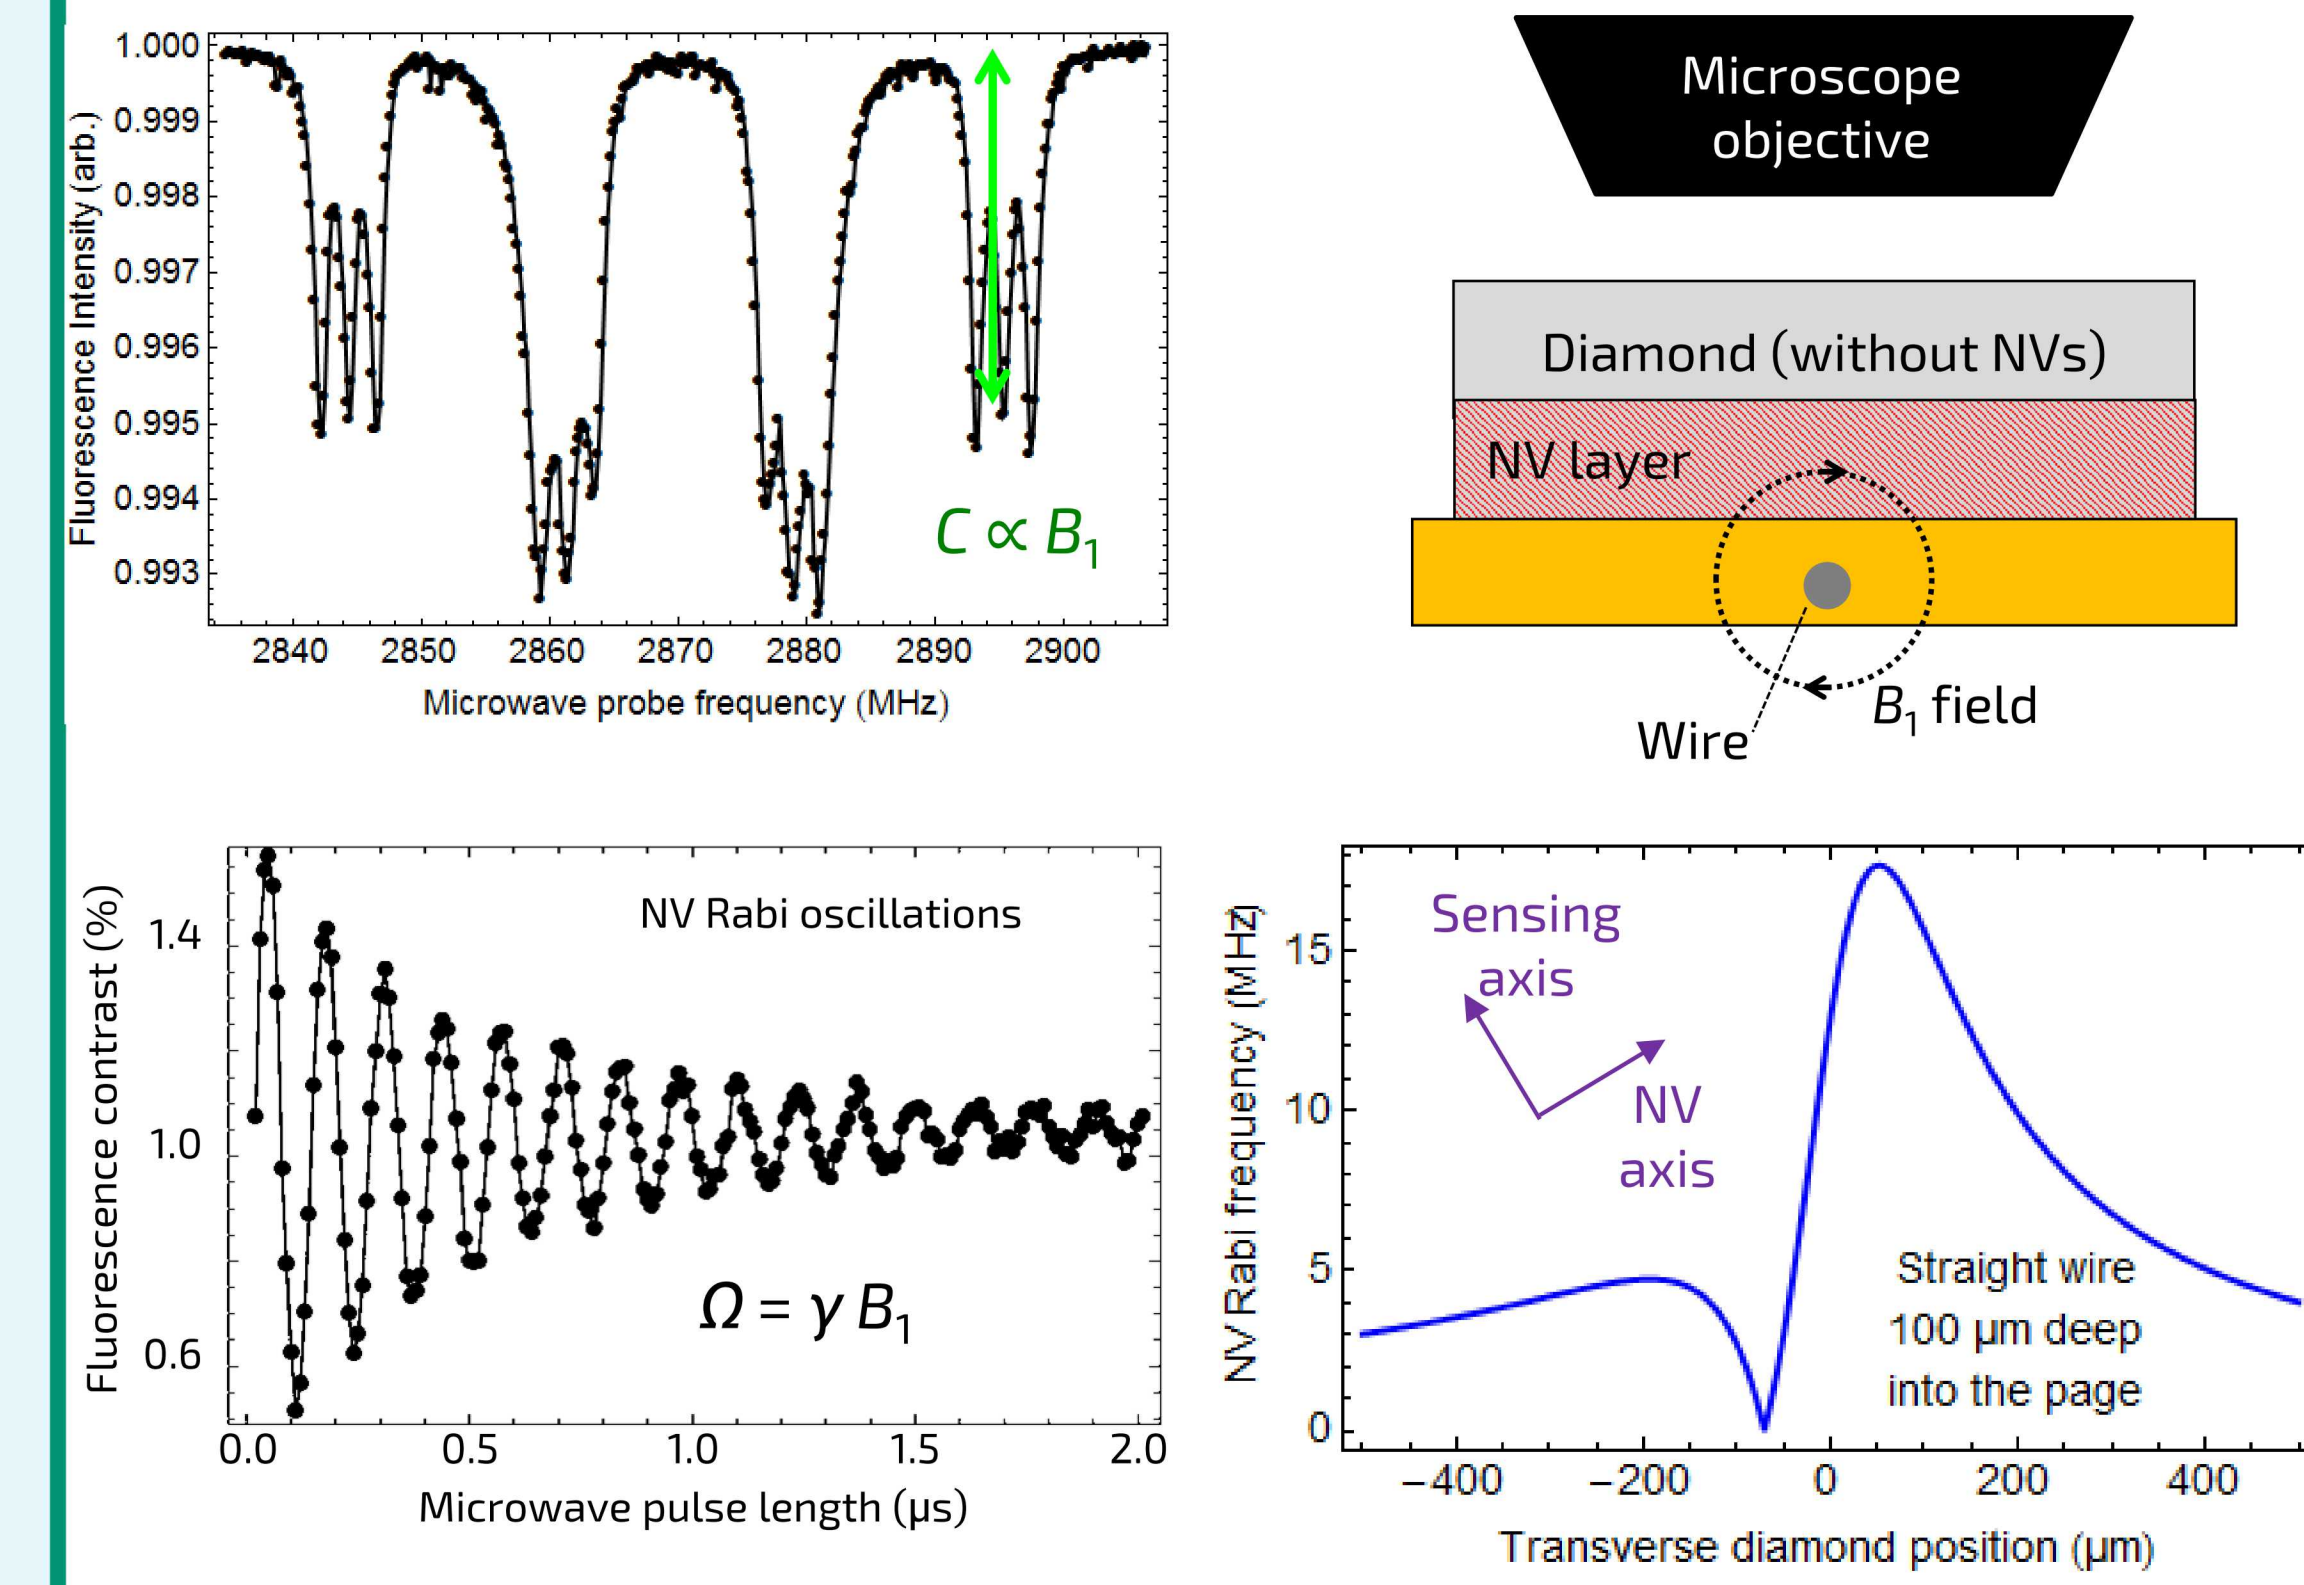 1.000
0.999
0.998
0.997
0.996
0.995
0.994
0.993
Fluorescence Intensity (arb.)
C ∝ B₁
2840 2850 2860 2870 2880 2890 2900
Microwave probe frequency (MHz)
Microscope
objective
Diamond (without NVs)
NV layer
B₁ field
Wire
NV Rabi oscillations
1.4
1.0
0.6
Fluorescence contrast (%)
Ω = γ B₁
0.0 0.5 1.0 1.5 2.0
Microwave pulse length (μs)
Sensing
axis
NV
axis
15
10
5
0
NV Rabi frequency (MHz)
Straight wire
100 μm deep
into the page
−400 −200 0 200 400
Transverse diamond position (μm)